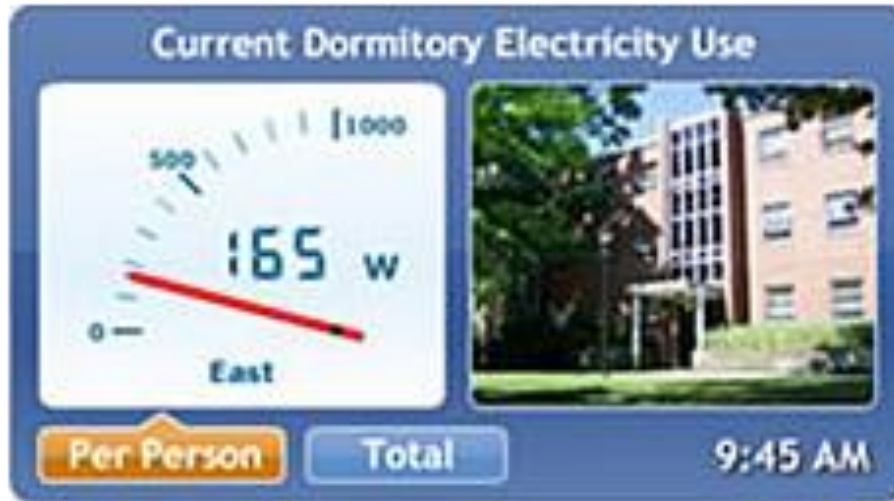 Current Dormitory Electricity Use
1000
500
165 W
0
East
Per Person
Total
9:45 AM